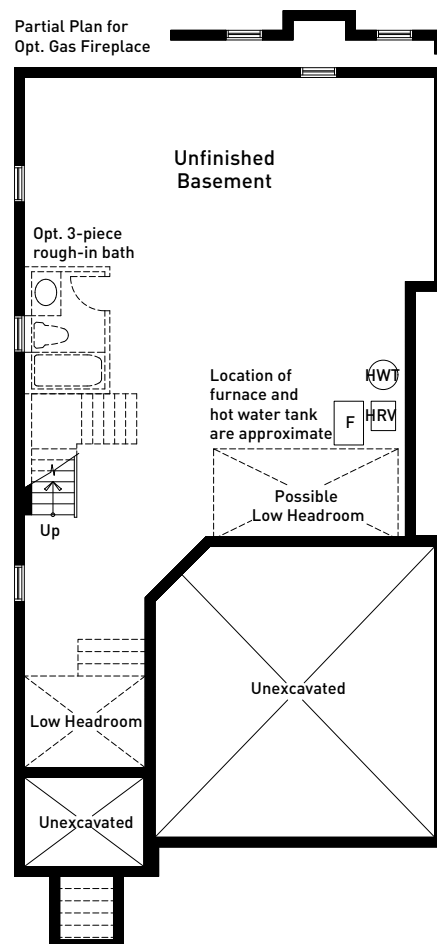 Partial Plan for
Opt. Gas Fireplace
Unfinished
Basement
Opt. 3-piece
rough-in bath
Location of
furnace and
hot water tank
are approximate
HWT
F
HRV
Possible
Low Headroom
Up
Unexcavated
Low Headroom
Unexcavated